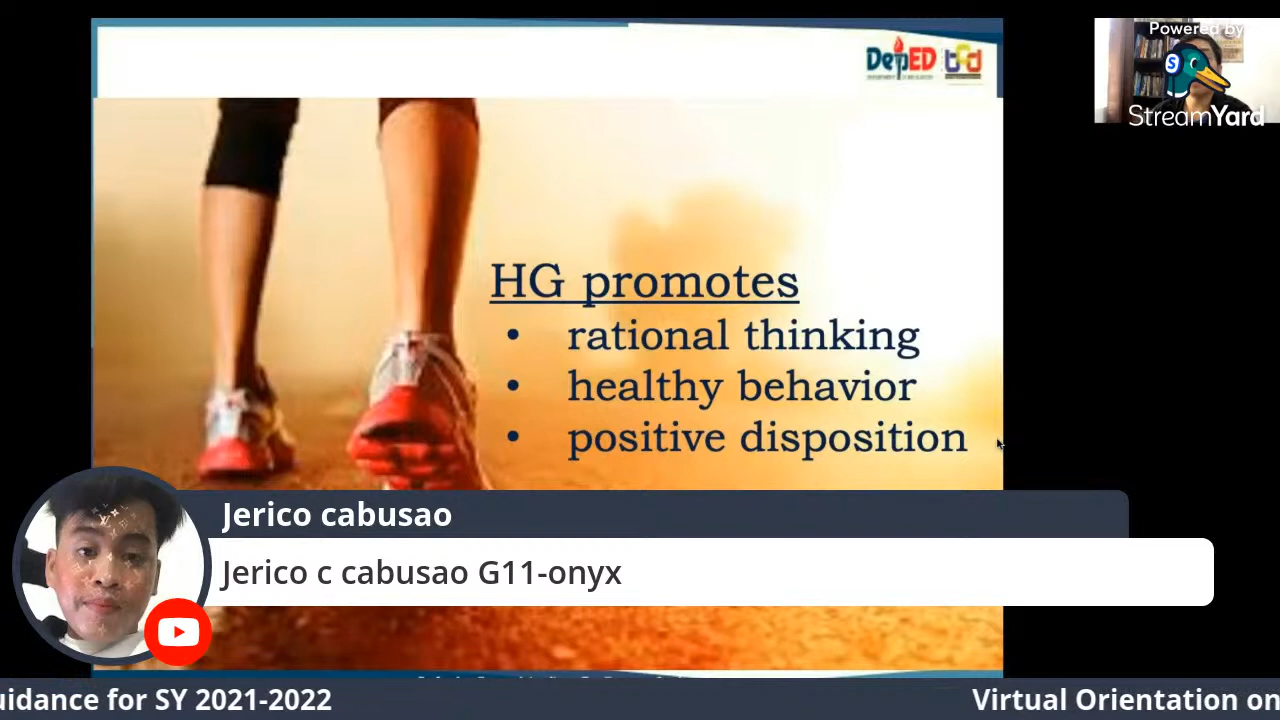 Powered by
StreamYard
DepED
HG promotes
• rational thinking
• healthy behavior
• positive disposition
Jerico cabusao
Jerico c cabusao G11-onyx
uidance for SY 2021-2022
Virtual Orientation on